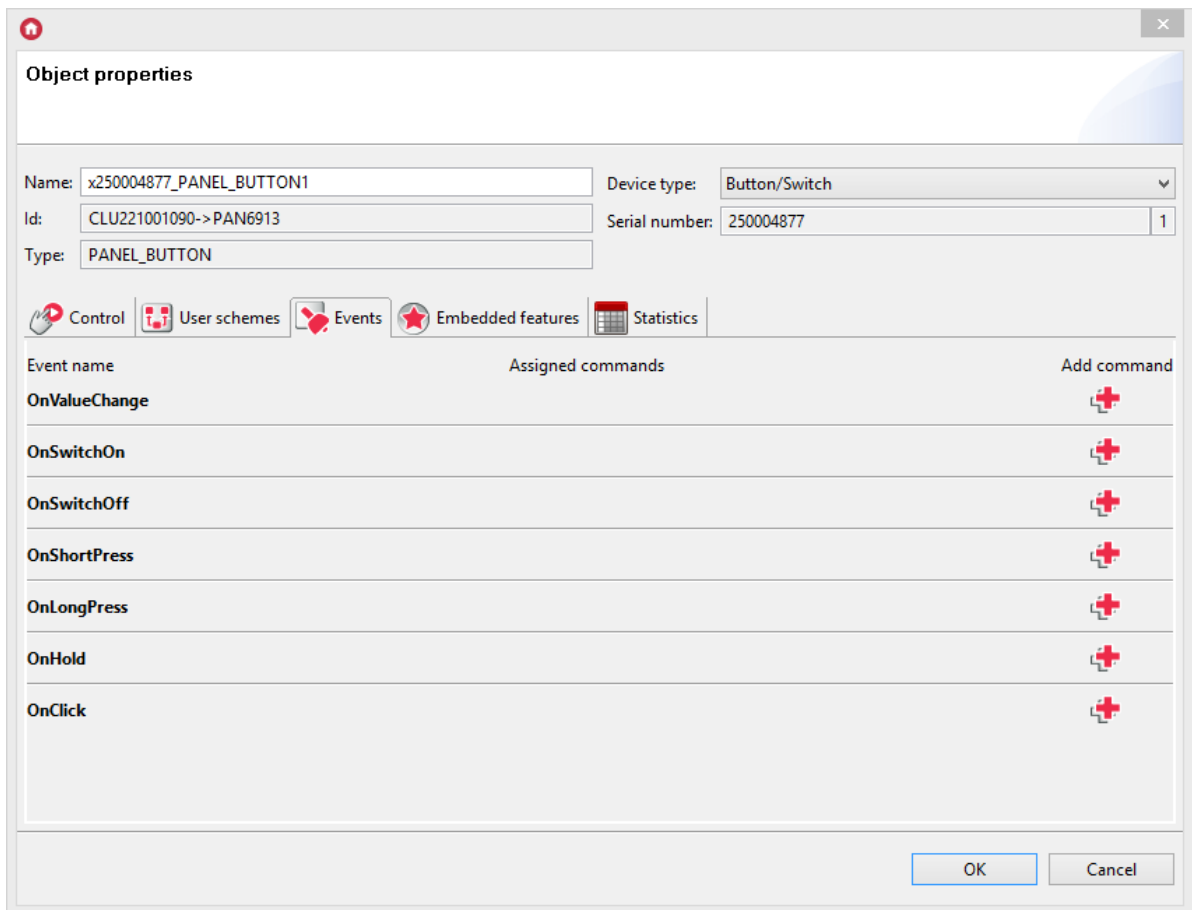 Object properties
Name: x250004877_PANEL_BUTTON1 Device type: Button/Switch
Id: CLU221001090->PAN6913 Serial number: 250004877 1
Type: PANEL_BUTTON
Control User schemes Events Embedded features Statistics
Event name Assigned commands Add command
OnValueChange
OnSwitchOn
OnSwitchOff
OnShortPress
OnLongPress
OnHold
OnClick
OK Cancel